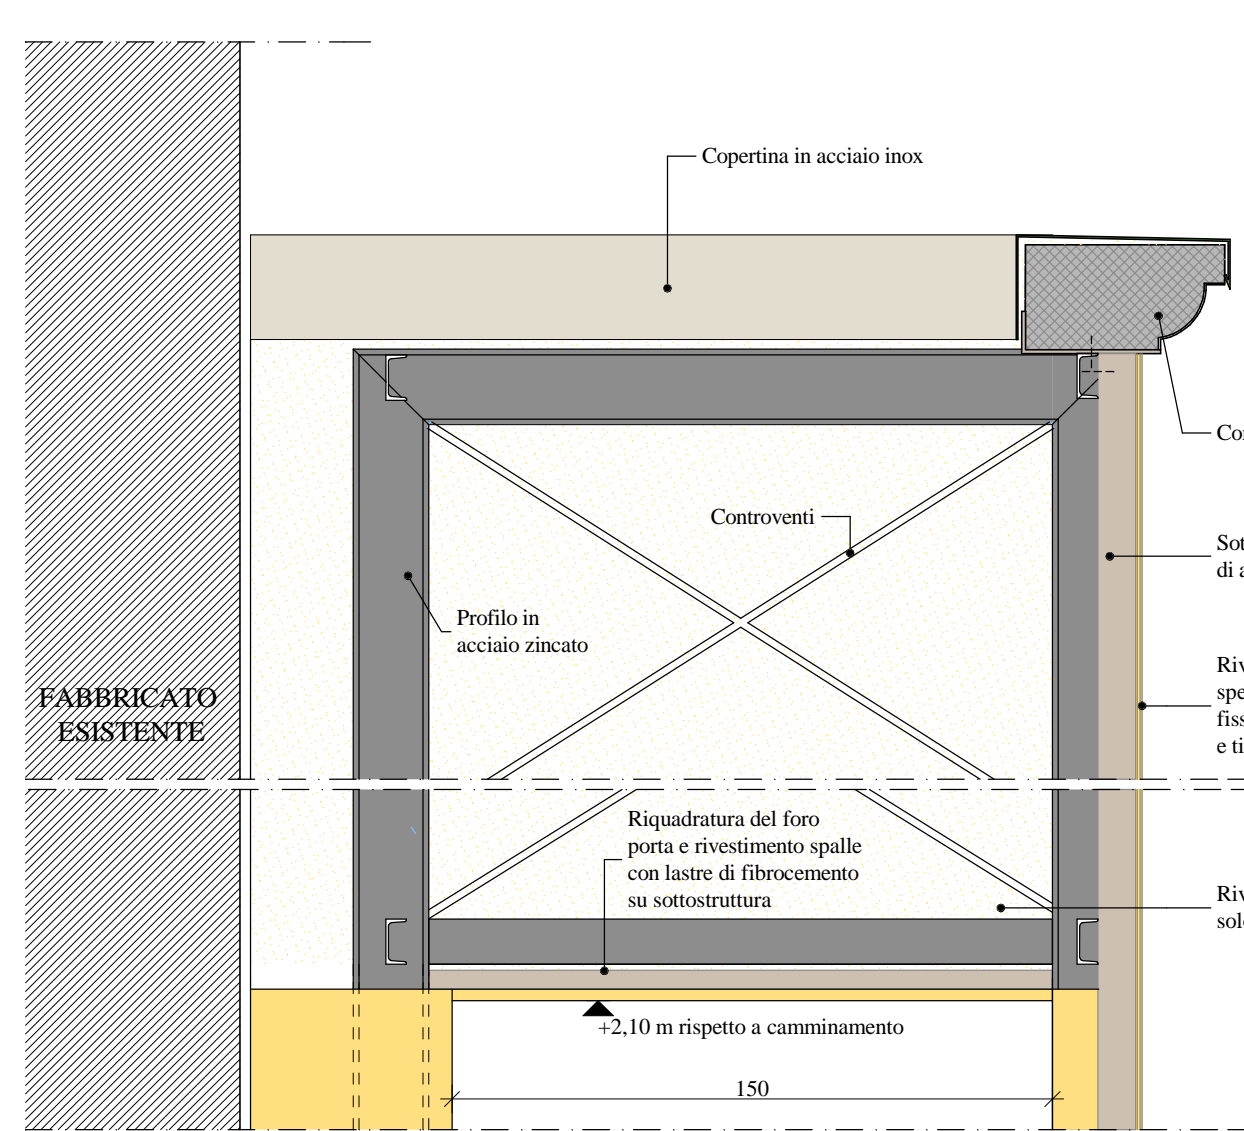 Copertina in acciaio inox
Controventi
Profilo in
acciaio zincato
FABBRICATO
ESISTENTE
Riquadratura del foro
porta e rivestimento spalle
con lastre di fibrocemento
su sottostruttura
+2,10 m rispetto a camminamento
150